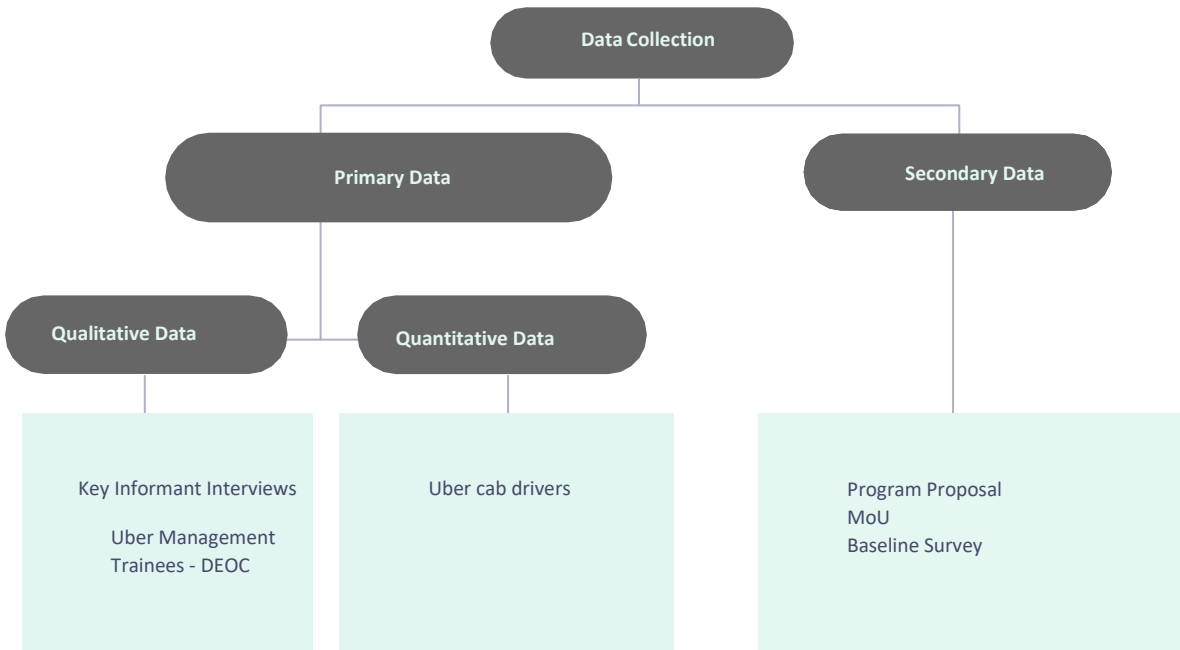 Data Collection
Primary Data
Secondary Data
Qualitative Data
Quantitative Data
Key Informant Interviews
Uber Management
Trainees - DEOC
Uber cab drivers
Program Proposal
MoU
Baseline Survey